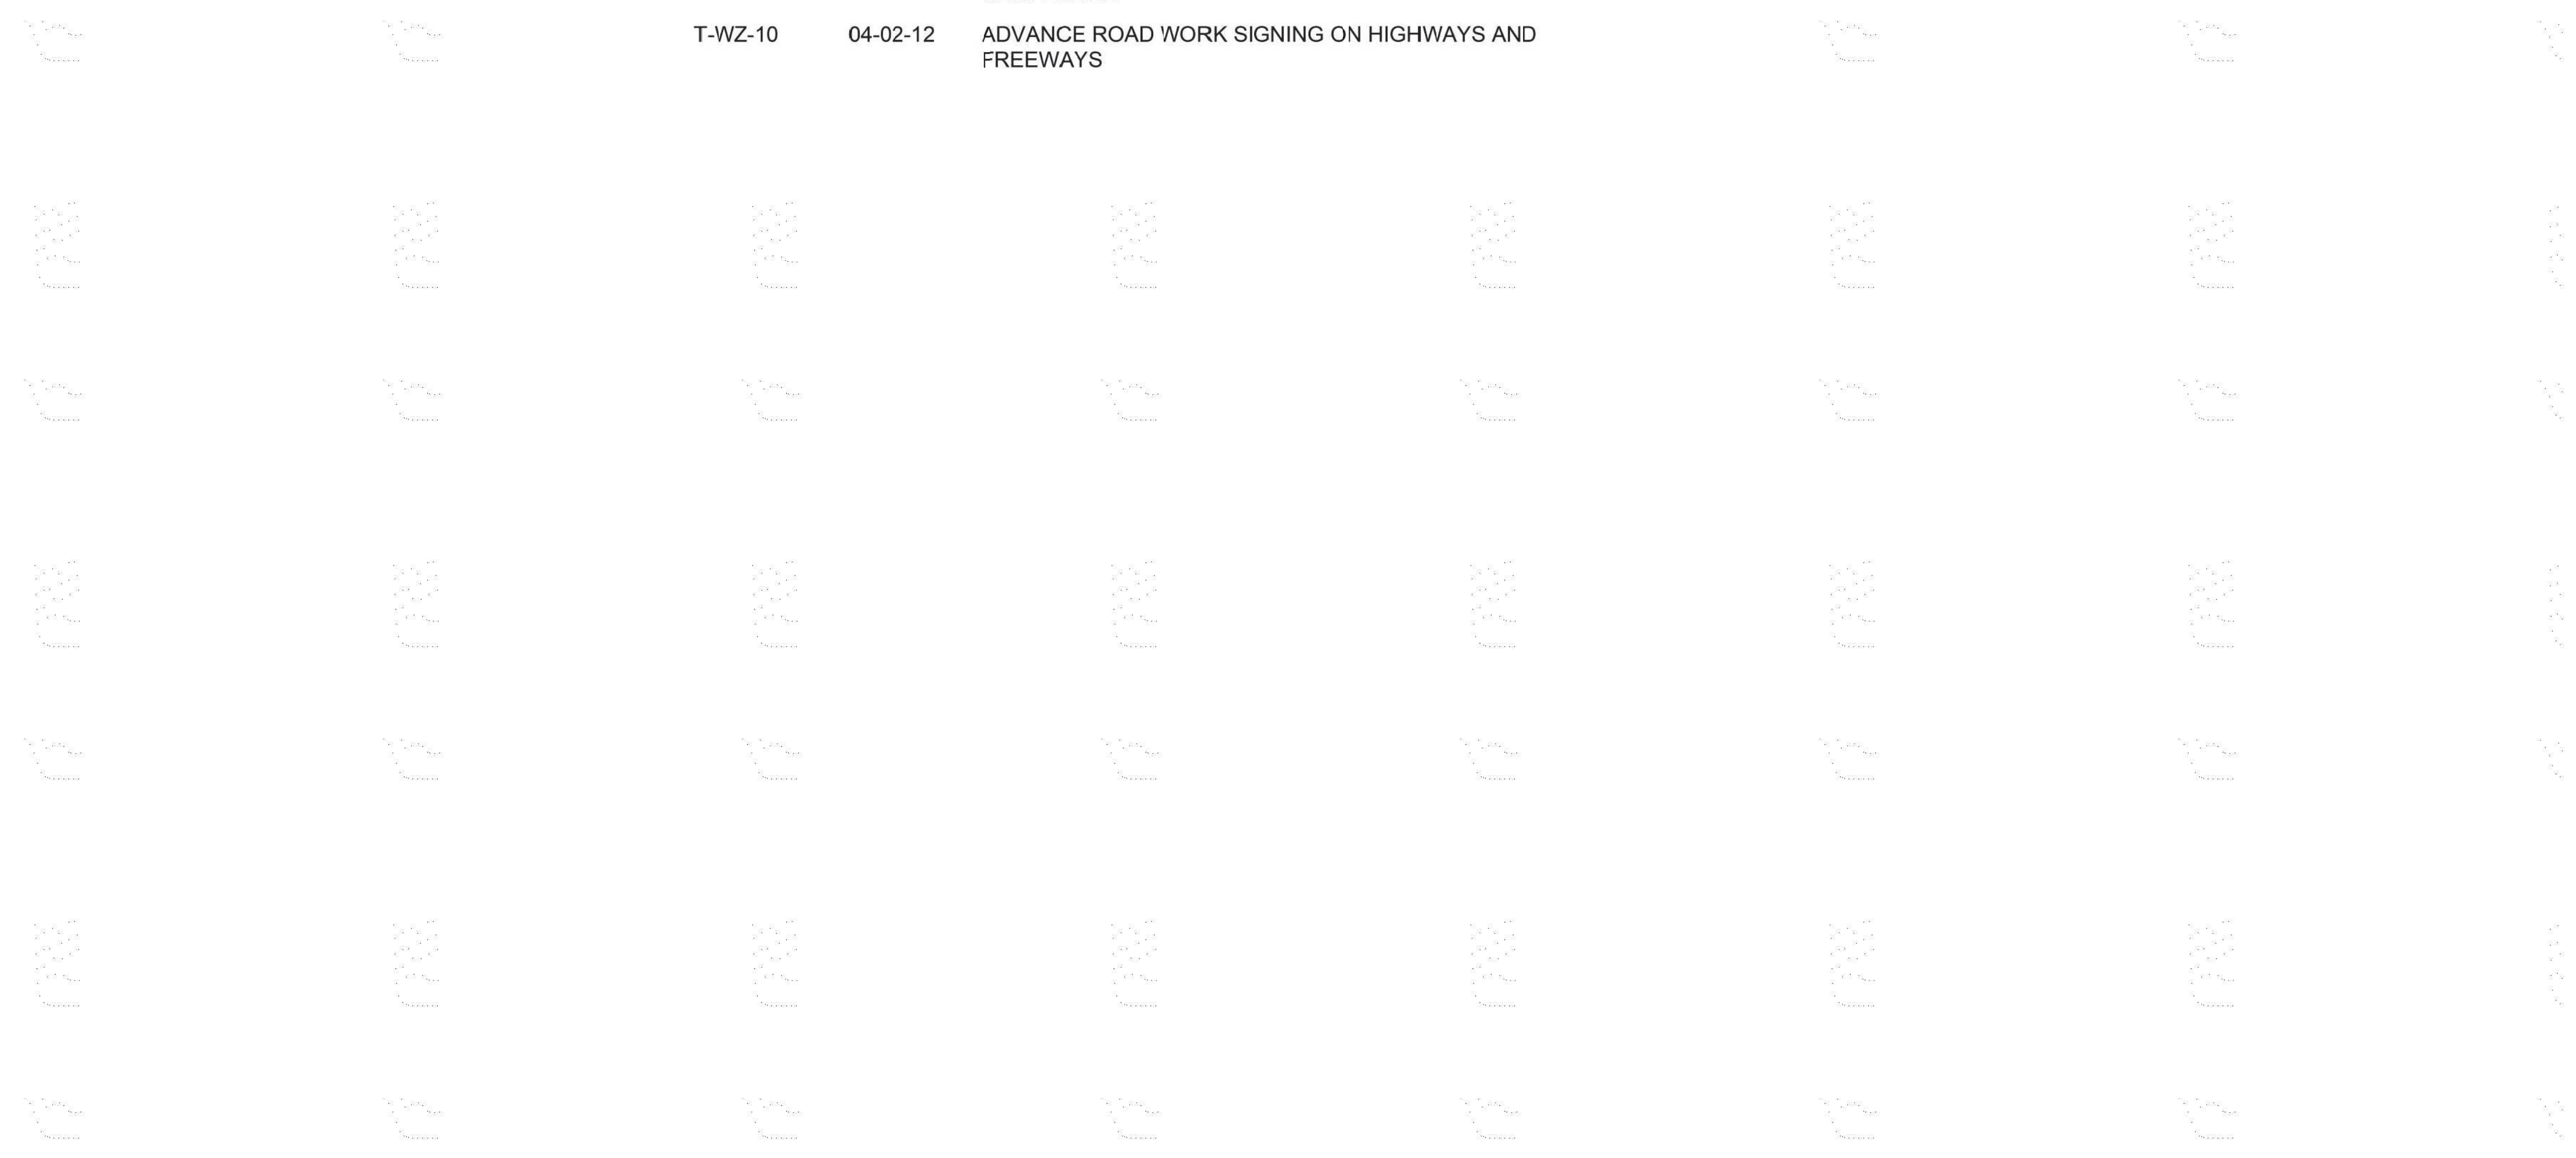 T-WZ-10 04-02-12 ADVANCE ROAD WORK SIGNING ON HIGHWAYS AND
FREEWAYS